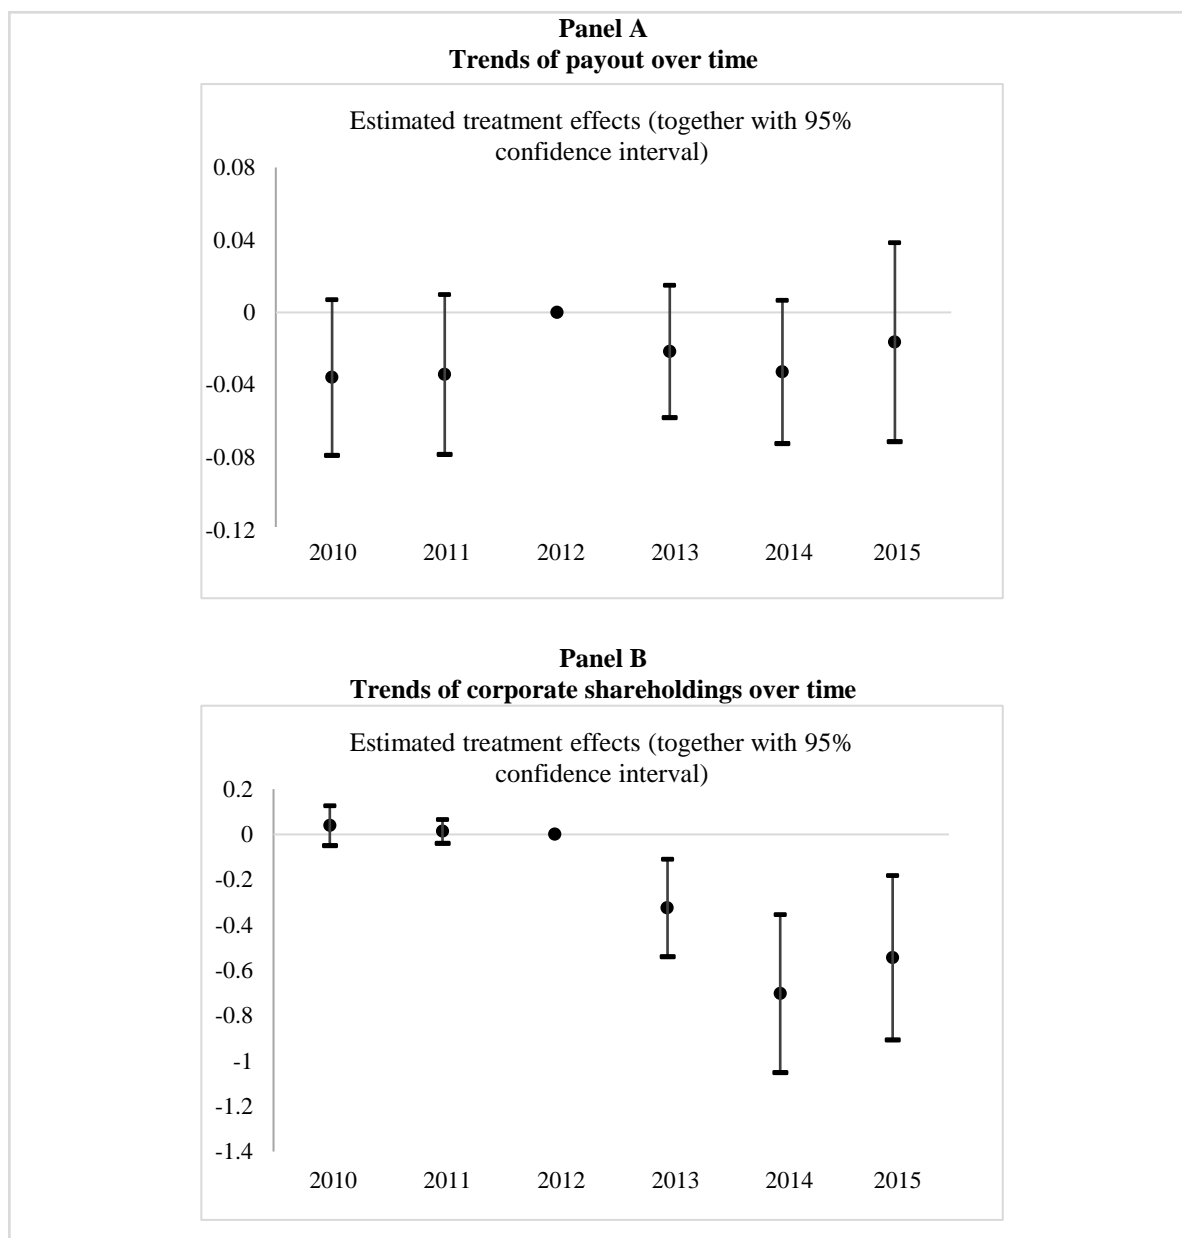 Panel A
Trends of payout over time
Estimated treatment effects (together with 95%
confidence interval)
0.08
0.04
0
-0.04
-0.08
-0.12
2010 2011 2012 2013 2014 2015
Panel B
Trends of corporate shareholdings over time
Estimated treatment effects (together with 95%
confidence interval)
0.2
0
-0.2
-0.4
-0.6
-0.8
-1
-1.2
-1.4
2010 2011 2012 2013 2014 2015